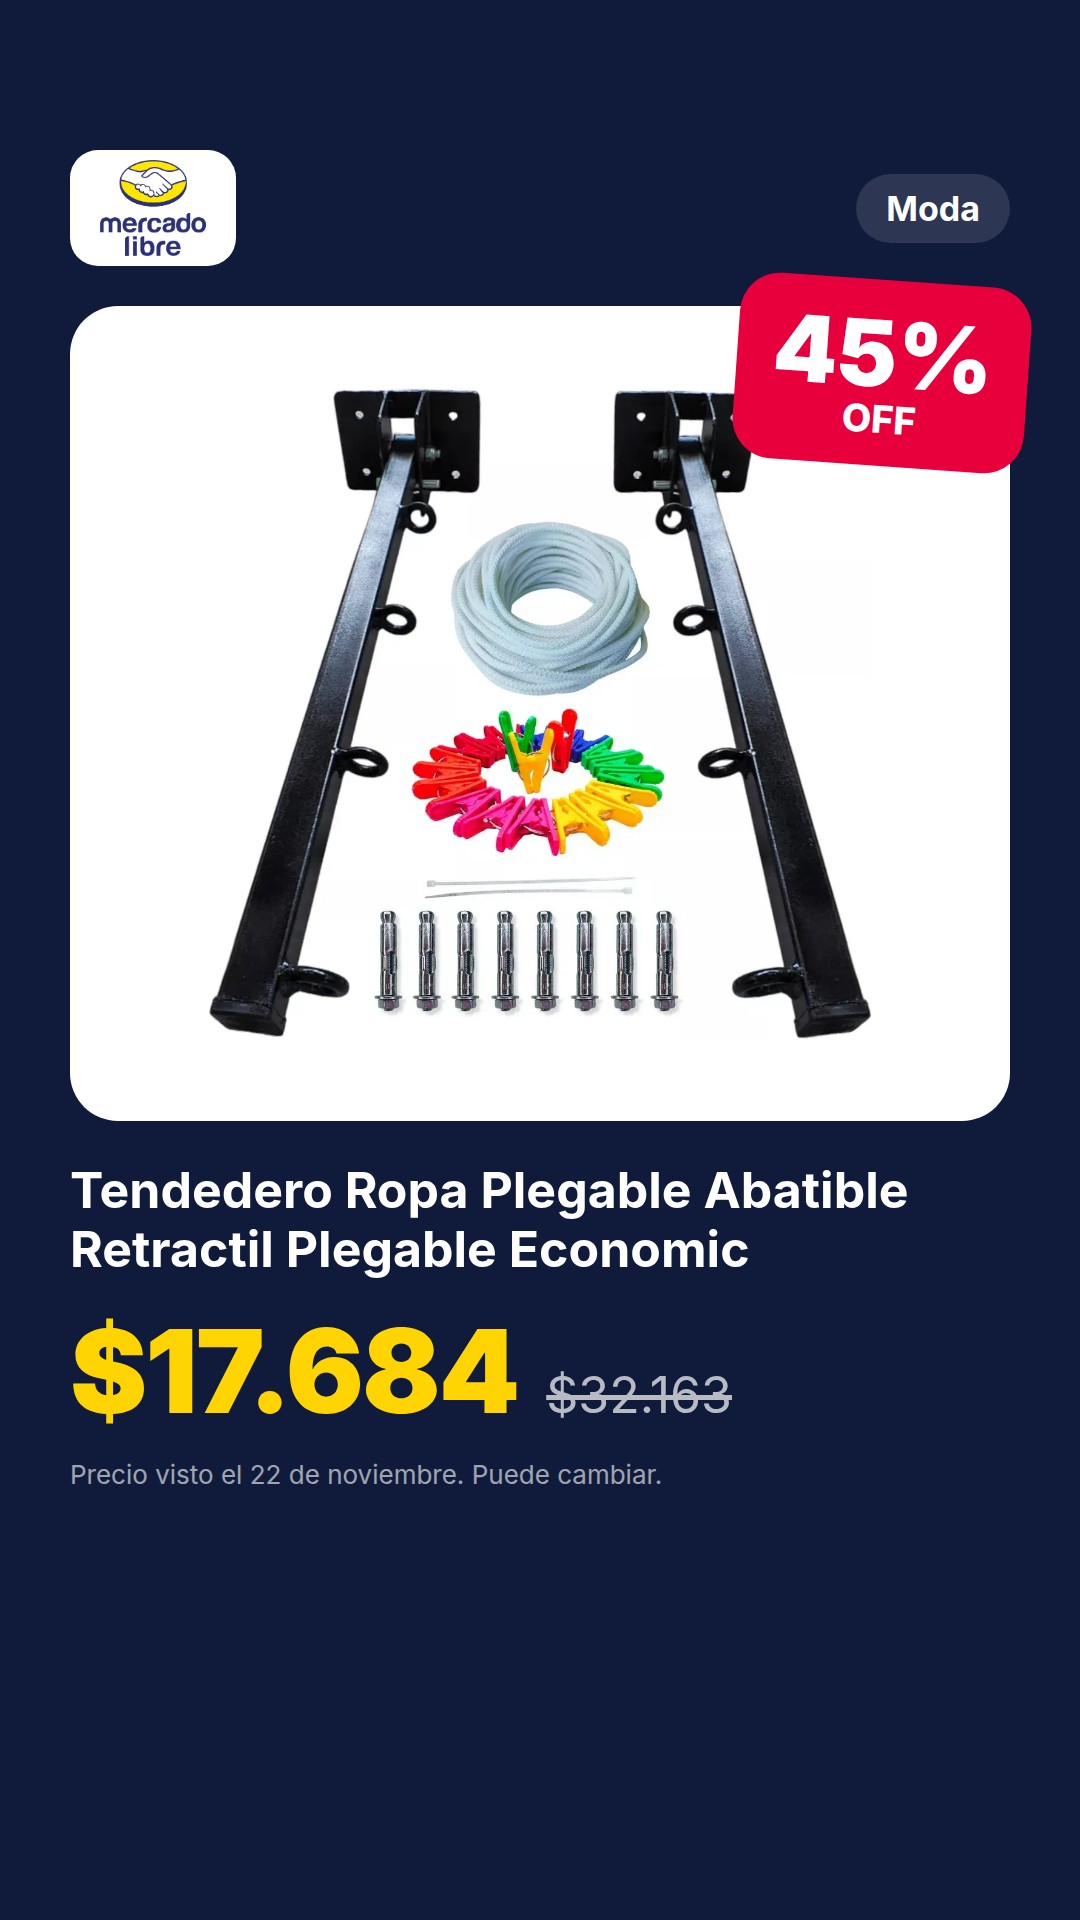 mercado
libre
Moda
45%
OFF
Tendedero Ropa Plegable Abatible
Retractil Plegable Economic
$17.684 $32.163
Precio visto el 22 de noviembre. Puede cambiar.